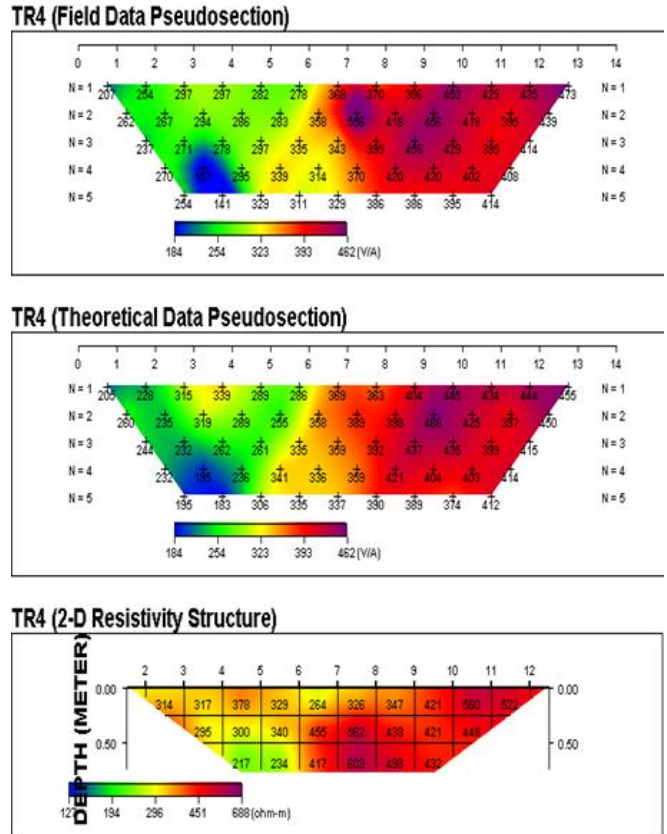 TR4 (Field Data Pseudosection)
0 1 2 3 4 5 6 7 8 9 10 11 12 13 14
N = 1 207 254 297 297 282 278 368 370 386 453 429 435 473 N = 1
N = 2 262 267 294 286 283 358 418 456 418 395 439 N = 2
N = 3 237 271 278 297 335 343 395 456 429 395 414 N = 3
N = 4 270 295 339 314 370 420 420 402 408 N = 4
N = 5 254 141 329 311 329 386 386 395 414 N = 5
184 254 323 393 462 (V/A)
TR4 (Theoretical Data Pseudosection)
0 1 2 3 4 5 6 7 8 9 10 11 12 13 14
N = 1 205 228 315 339 289 286 369 363 404 445 434 444 455 N = 1
N = 2 260 235 319 289 255 358 389 398 425 397 450 N = 2
N = 3 244 232 262 261 335 359 392 437 435 415 N = 3
N = 4 232 195 236 341 336 359 421 404 403 414 N = 4
N = 5 195 183 306 335 337 390 389 374 412 N = 5
184 254 323 393 462 (V/A)
TR4 (2-D Resistivity Structure)
DEPTH (METER)
2 3 4 5 6 7 8 9 10 11 12
0.00 314 317 378 329 264 326 347 421 560 522 0.00
295 300 340 455 562 421 448
0.50 217 234 417 603 432 0.50
194 296 451 688 (ohm-m)